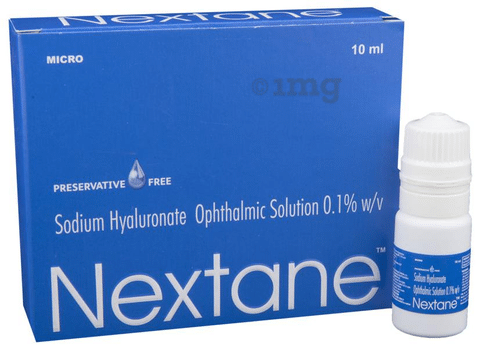 MICRO
10 ml
©1mg
PRESERVATIVE FREE
Sodium Hyaluronate Ophthalmic Solution 0.1% w/v
Nextane™
Sodium Hyaluronate
Ophthalmic Solution 0.1% w/v
Nextane™